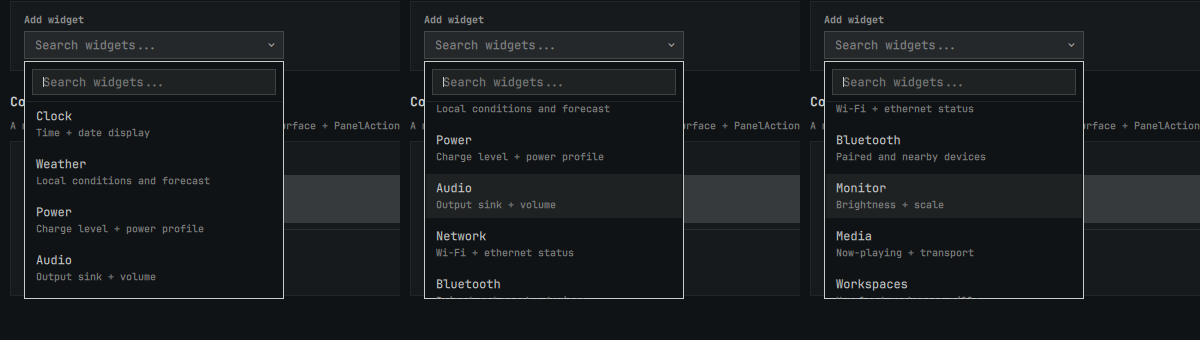 Add widget
Search widgets...
Search widgets...
Co
A
Clock
Time + date display
rface + PanelAction
Weather
Local conditions and forecast
Power
Charge level + power profile
Audio
Output sink + volume
Add widget
Search widgets...
Search widgets...
Co
A
Local conditions and forecast
rface + PanelAction
Power
Charge level + power profile
Audio
Output sink + volume
Network
Wi-Fi + ethernet status
Bluetooth
Add widget
Search widgets...
Search widgets...
Co
A
Wi-Fi + ethernet status
rface + PanelAction
Bluetooth
Paired and nearby devices
Monitor
Brightness + scale
Media
Now-playing + transport
Workspaces